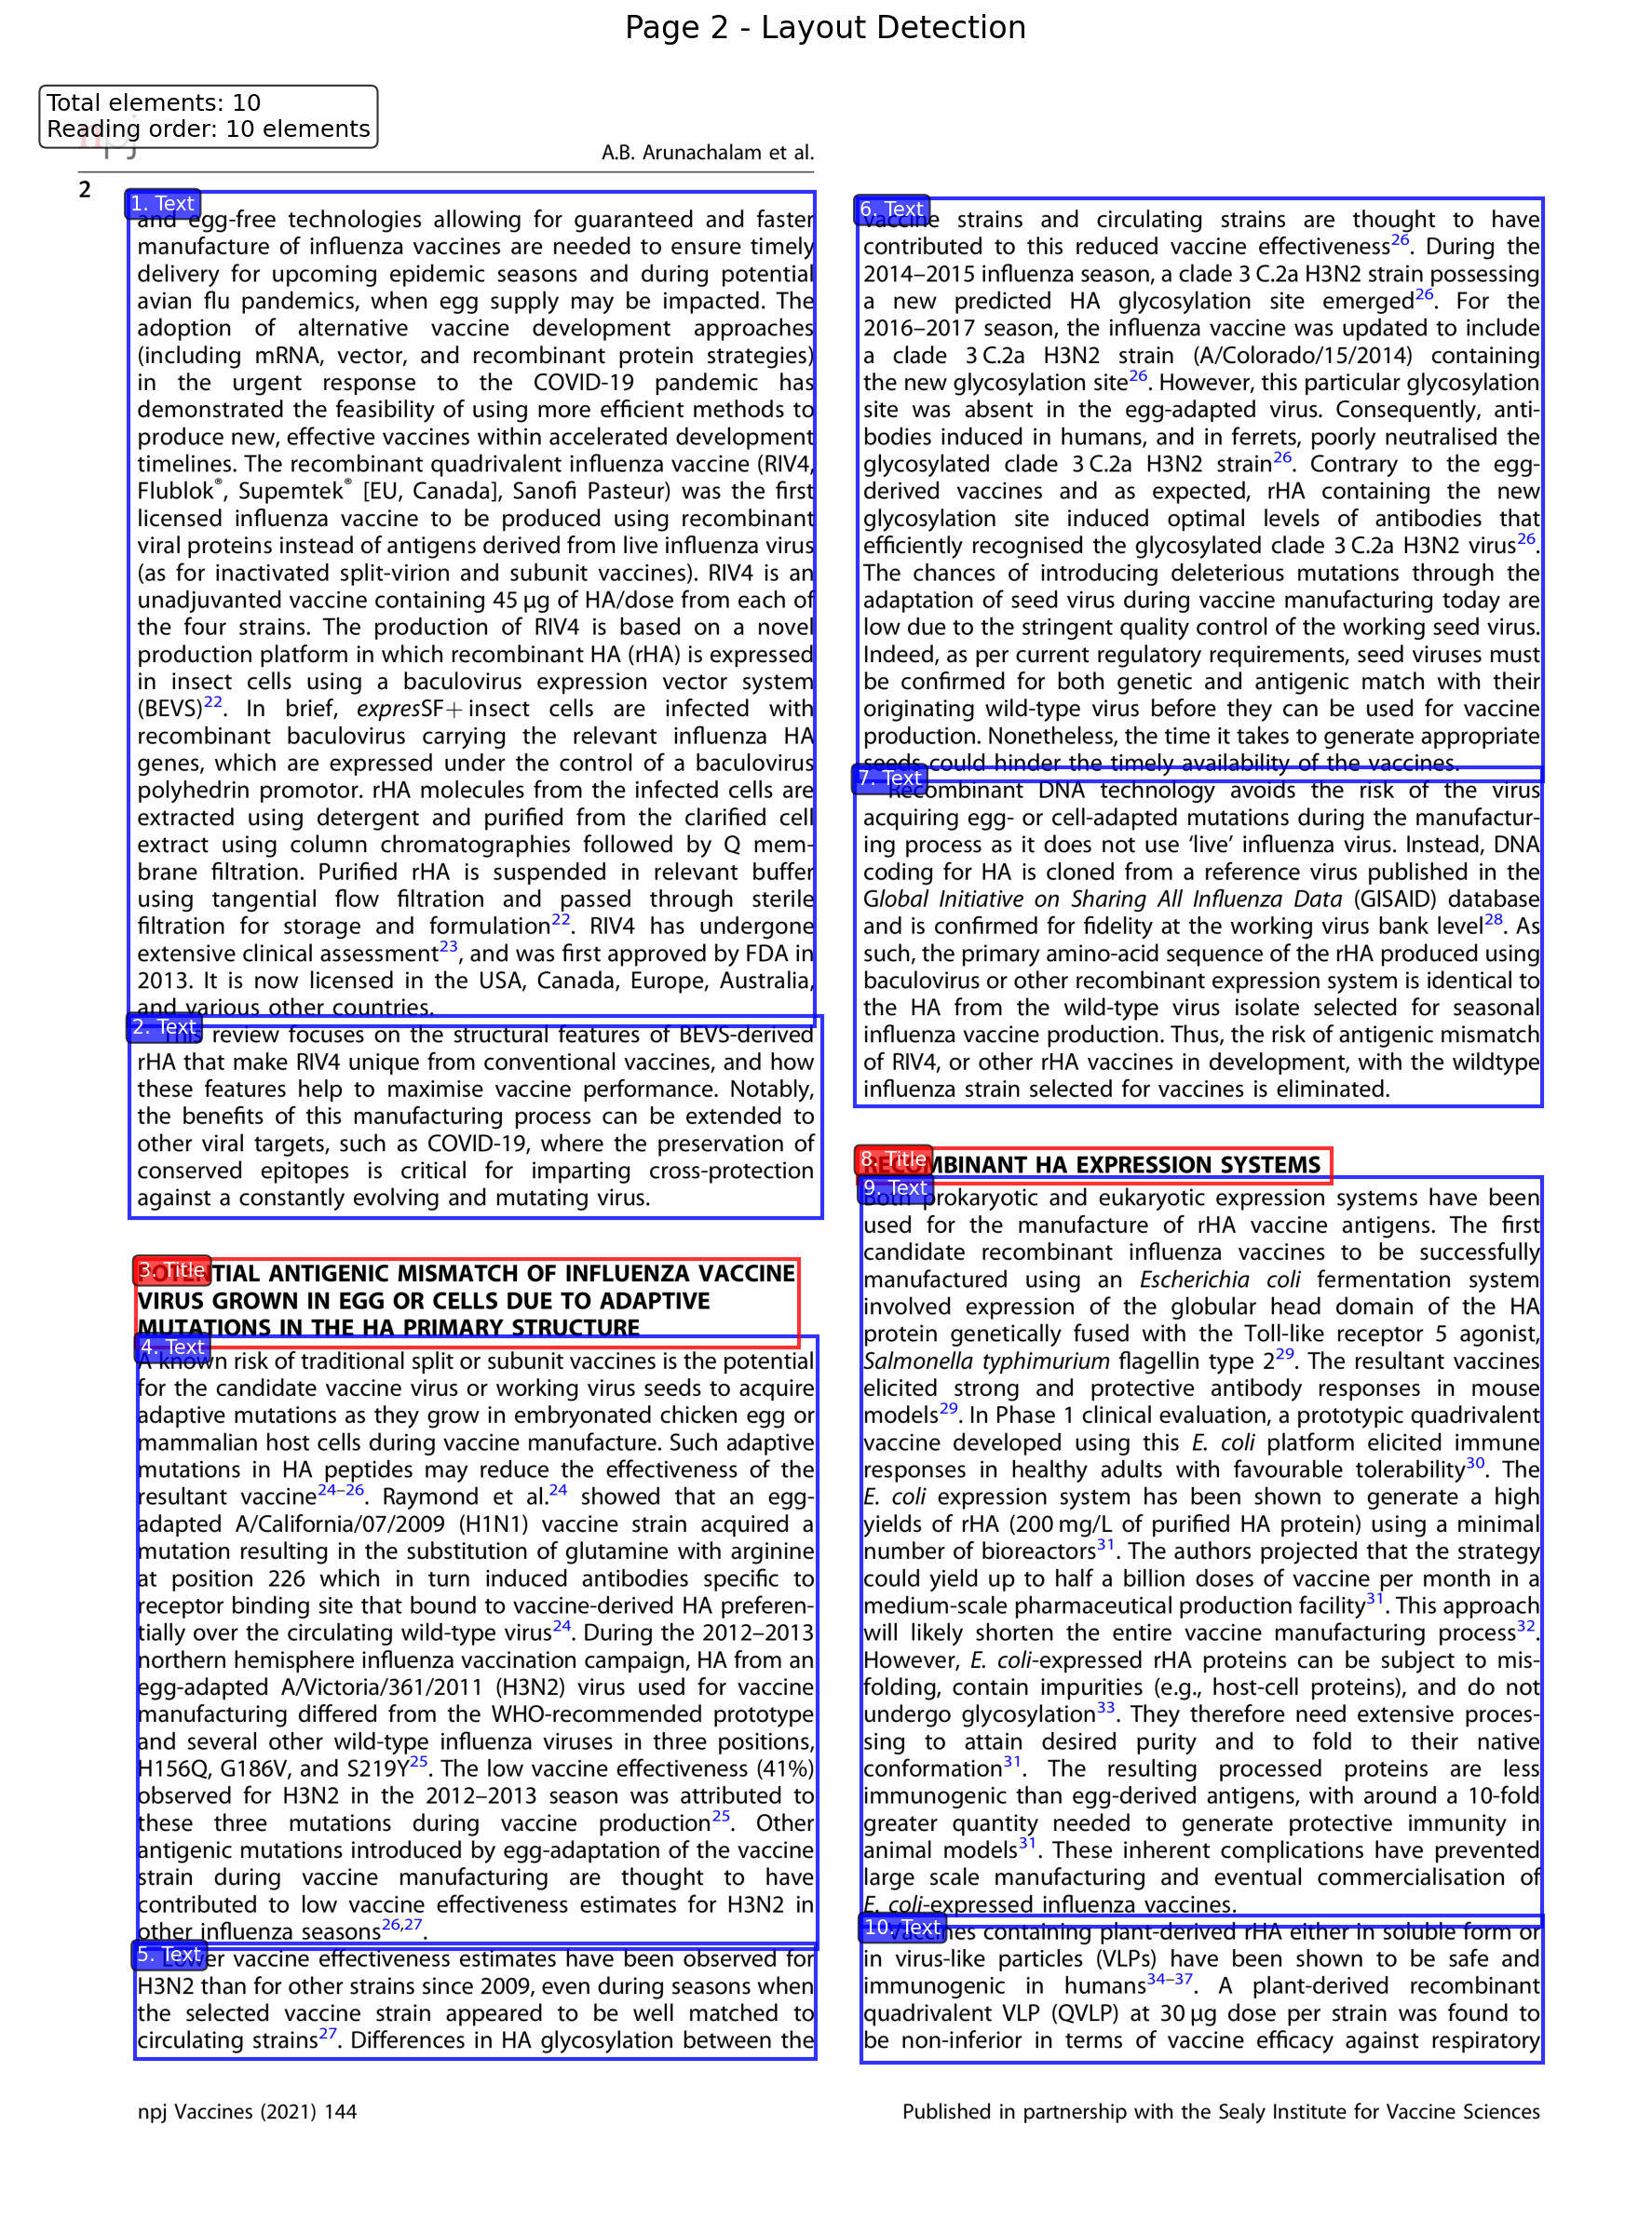 Page 2 - Layout Detection
Total elements: 10
Reading order: 10 elements
npj
A.B. Arunachalam et al.
2
1. Text
and egg-free technologies allowing for guaranteed and faster
manufacture of influenza vaccines are needed to ensure timely
delivery for upcoming epidemic seasons and during potential
avian flu pandemics, when egg supply may be impacted. The
adoption of alternative vaccine development approaches
(including mRNA, vector, and recombinant protein strategies)
in the urgent response to the COVID-19 pandemic has
demonstrated the feasibility of using more efficient methods to
produce new, effective vaccines within accelerated development
timelines. The recombinant quadrivalent influenza vaccine (RIV4,
Flublok®, Supemtek® [EU, Canada], Sanofi Pasteur) was the first
licensed influenza vaccine to be produced using recombinant
viral proteins instead of antigens derived from live influenza virus
(as for inactivated split-virion and subunit vaccines). RIV4 is an
unadjuvanted vaccine containing 45 µg of HA/dose from each of
the four strains. The production of RIV4 is based on a novel
production platform in which recombinant HA (rHA) is expressed
in insect cells using a baculovirus expression vector system
(BEVS)22. In brief, expresSF+ insect cells are infected with
recombinant baculovirus carrying the relevant influenza HA
genes, which are expressed under the control of a baculovirus
polyhedrin promotor. rHA molecules from the infected cells are
extracted using detergent and purified from the clarified cell
extract using column chromatographies followed by Q mem-
brane filtration. Purified rHA is suspended in relevant buffer
using tangential flow filtration and passed through sterile
filtration for storage and formulation22. RIV4 has undergone
extensive clinical assessment23, and was first approved by FDA in
2013. It is now licensed in the USA, Canada, Europe, Australia,
and various other countries.
2. Text
This review focuses on the structural features of BEVS-derived
rHA that make RIV4 unique from conventional vaccines, and how
these features help to maximise vaccine performance. Notably,
the benefits of this manufacturing process can be extended to
other viral targets, such as COVID-19, where the preservation of
conserved epitopes is critical for imparting cross-protection
against a constantly evolving and mutating virus.
3. Title
POTENTIAL ANTIGENIC MISMATCH OF INFLUENZA VACCINE
VIRUS GROWN IN EGG OR CELLS DUE TO ADAPTIVE
MUTATIONS IN THE HA PRIMARY STRUCTURE
4. Text
A known risk of traditional split or subunit vaccines is the potential
for the candidate vaccine virus or working virus seeds to acquire
adaptive mutations as they grow in embryonated chicken egg or
mammalian host cells during vaccine manufacture. Such adaptive
mutations in HA peptides may reduce the effectiveness of the
resultant vaccine24–26. Raymond et al.24 showed that an egg-
adapted A/California/07/2009 (H1N1) vaccine strain acquired a
mutation resulting in the substitution of glutamine with arginine
at position 226 which in turn induced antibodies specific to
receptor binding site that bound to vaccine-derived HA preferen-
tially over the circulating wild-type virus24. During the 2012–2013
northern hemisphere influenza vaccination campaign, HA from an
egg-adapted A/Victoria/361/2011 (H3N2) virus used for vaccine
manufacturing differed from the WHO-recommended prototype
and several other wild-type influenza viruses in three positions,
H156Q, G186V, and S219Y25. The low vaccine effectiveness (41%)
observed for H3N2 in the 2012–2013 season was attributed to
these three mutations during vaccine production25. Other
antigenic mutations introduced by egg-adaptation of the vaccine
strain during vaccine manufacturing are thought to have
contributed to low vaccine effectiveness estimates for H3N2 in
other influenza seasons26,27.
5. Text
Lower vaccine effectiveness estimates have been observed for
H3N2 than for other strains since 2009, even during seasons when
the selected vaccine strain appeared to be well matched to
circulating strains27. Differences in HA glycosylation between the
6. Text
vaccine strains and circulating strains are thought to have
contributed to this reduced vaccine effectiveness26. During the
2014–2015 influenza season, a clade 3 C.2a H3N2 strain possessing
a new predicted HA glycosylation site emerged26. For the
2016–2017 season, the influenza vaccine was updated to include
a clade 3 C.2a H3N2 strain (A/Colorado/15/2014) containing
the new glycosylation site26. However, this particular glycosylation
site was absent in the egg-adapted virus. Consequently, anti-
bodies induced in humans, and in ferrets, poorly neutralised the
glycosylated clade 3 C.2a H3N2 strain26. Contrary to the egg-
derived vaccines and as expected, rHA containing the new
glycosylation site induced optimal levels of antibodies that
efficiently recognised the glycosylated clade 3 C.2a H3N2 virus26.
The chances of introducing deleterious mutations through the
adaptation of seed virus during vaccine manufacturing today are
low due to the stringent quality control of the working seed virus.
Indeed, as per current regulatory requirements, seed viruses must
be confirmed for both genetic and antigenic match with their
originating wild-type virus before they can be used for vaccine
production. Nonetheless, the time it takes to generate appropriate
seeds could hinder the timely availability of the vaccines.
7. Text
Recombinant DNA technology avoids the risk of the virus
acquiring egg- or cell-adapted mutations during the manufactur-
ing process as it does not use ‘live’ influenza virus. Instead, DNA
coding for HA is cloned from a reference virus published in the
Global Initiative on Sharing All Influenza Data (GISAID) database
and is confirmed for fidelity at the working virus bank level28. As
such, the primary amino-acid sequence of the rHA produced using
baculovirus or other recombinant expression system is identical to
the HA from the wild-type virus isolate selected for seasonal
influenza vaccine production. Thus, the risk of antigenic mismatch
of RIV4, or other rHA vaccines in development, with the wildtype
influenza strain selected for vaccines is eliminated.
8. Title
RECOMBINANT HA EXPRESSION SYSTEMS
9. Text
Both prokaryotic and eukaryotic expression systems have been
used for the manufacture of rHA vaccine antigens. The first
candidate recombinant influenza vaccines to be successfully
manufactured using an Escherichia coli fermentation system
involved expression of the globular head domain of the HA
protein genetically fused with the Toll-like receptor 5 agonist,
Salmonella typhimurium flagellin type 229. The resultant vaccines
elicited strong and protective antibody responses in mouse
models29. In Phase 1 clinical evaluation, a prototypic quadrivalent
vaccine developed using this E. coli platform elicited immune
responses in healthy adults with favourable tolerability30. The
E. coli expression system has been shown to generate a high
yields of rHA (200 mg/L of purified HA protein) using a minimal
number of bioreactors31. The authors projected that the strategy
could yield up to half a billion doses of vaccine per month in a
medium-scale pharmaceutical production facility31. This approach
will likely shorten the entire vaccine manufacturing process32.
However, E. coli-expressed rHA proteins can be subject to mis-
folding, contain impurities (e.g., host-cell proteins), and do not
undergo glycosylation33. They therefore need extensive proces-
sing to attain desired purity and to fold to their native
conformation31. The resulting processed proteins are less
immunogenic than egg-derived antigens, with around a 10-fold
greater quantity needed to generate protective immunity in
animal models31. These inherent complications have prevented
large scale manufacturing and eventual commercialisation of
E. coli-expressed influenza vaccines.
10. Text
Vaccines containing plant-derived rHA either in soluble form or
in virus-like particles (VLPs) have been shown to be safe and
immunogenic in humans34–37. A plant-derived recombinant
quadrivalent VLP (QVLP) at 30 µg dose per strain was found to
be non-inferior in terms of vaccine efficacy against respiratory
npj Vaccines (2021) 144
Published in partnership with the Sealy Institute for Vaccine Sciences